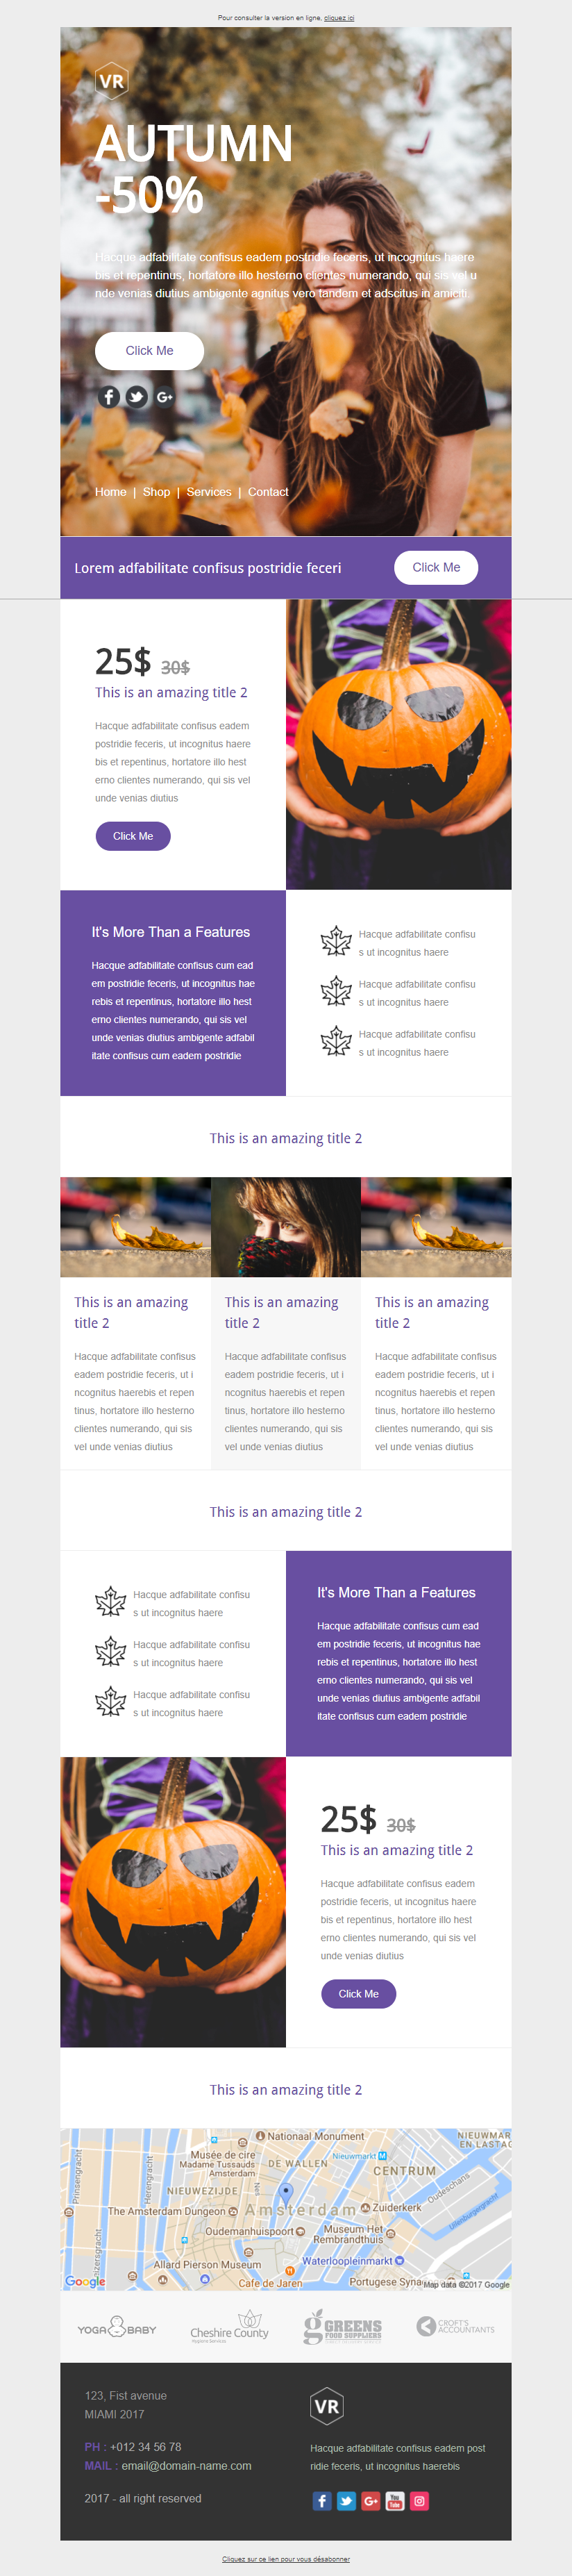 Pour consulter la version en ligne, cliquez ici
VR
AUTUMN
-50%
Hacque adfabilitate confisus eadem postridie feceris, ut incognitus haere
bis et repentinus, hortatore illo hesterno clientes numerando, qui sis vel u
nde venias diutius ambigente agnitus vero tandem et adscitus in amiciti.
Click Me
Home | Shop | Services | Contact
Lorem adfabilitate confisus postridie feceri
Click Me
25$ 30$
This is an amazing title 2
Hacque adfabilitate confisus eadem
postridie feceris, ut incognitus haere
bis et repentinus, hortatore illo hest
erno clientes numerando, qui sis vel
unde venias diutius
Click Me
It's More Than a Features
Hacque adfabilitate confisus cum ead
em postridie feceris, ut incognitus hae
rebis et repentinus, hortatore illo hest
erno clientes numerando, qui sis vel
unde venias diutius ambigente adfabil
itate confisus cum eadem postridie
Hacque adfabilitate confisu
s ut incognitus haere
Hacque adfabilitate confisu
s ut incognitus haere
Hacque adfabilitate confisu
s ut incognitus haere
This is an amazing title 2
This is an amazing
title 2
Hacque adfabilitate confisus
eadem postridie feceris, ut i
ncognitus haerebis et repen
tinus, hortatore illo hesterno
clientes numerando, qui sis
vel unde venias diutius
This is an amazing
title 2
Hacque adfabilitate confisus
eadem postridie feceris, ut i
ncognitus haerebis et repen
tinus, hortatore illo hesterno
clientes numerando, qui sis
vel unde venias diutius
This is an amazing
title 2
Hacque adfabilitate confisus
eadem postridie feceris, ut i
ncognitus haerebis et repen
tinus, hortatore illo hesterno
clientes numerando, qui sis
vel unde venias diutius
This is an amazing title 2
Hacque adfabilitate confisu
s ut incognitus haere
Hacque adfabilitate confisu
s ut incognitus haere
Hacque adfabilitate confisu
s ut incognitus haere
It's More Than a Features
Hacque adfabilitate confisus cum ead
em postridie feceris, ut incognitus hae
rebis et repentinus, hortatore illo hest
erno clientes numerando, qui sis vel
unde venias diutius ambigente adfabil
itate confisus cum eadem postridie
25$ 30$
This is an amazing title 2
Hacque adfabilitate confisus eadem
postridie feceris, ut incognitus haere
bis et repentinus, hortatore illo hest
erno clientes numerando, qui sis vel
unde venias diutius
Click Me
This is an amazing title 2
Nationaal Monument
NIEUWMAR
EN LASTAG
Musée de cire
Madame Tussauds
Amsterdam
DE WALLEN
Nieuwmarkt
CENTRUM
Prinsengracht
Herengracht
NIEUWEZIJDE
Nes
Oudeschans
Uilenburgergracht
The Amsterdam Dungeon
Amsterdam
Zuiderkerk
Oudemanhuispoort
Museum Het
Rembrandthuis
Keizersgracht
Allard Pierson Museum
Waterloopleinmarkt
Google
Cafe de Jaren
Portugese Syna
Map data ©2017 Google
YOGA BABY
Cheshire County
Hygiene Services
GREENS
FOOD SUPPLIERS
CROFT'S
ACCOUNTANTS
123, Fist avenue
MIAMI 2017
PH : +012 34 56 78
MAIL : email@domain-name.com
2017 - all right reserved
VR
Hacque adfabilitate confisus eadem post
ridie feceris, ut incognitus haerebis
Cliquez sur ce lien pour vous désabonner